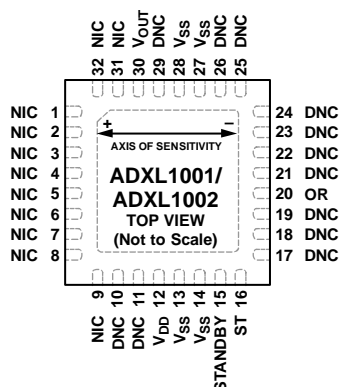 32 NIC
31 NIC
30 VOUT
29 DNC
28 VSS
27 VSS
26 DNC
25 DNC
NIC 1
NIC 2
NIC 3
NIC 4
NIC 5
NIC 6
NIC 7
NIC 8
+ –
AXIS OF SENSITIVITY
ADXL1001/
ADXL1002
TOP VIEW
(Not to Scale)
24 DNC
23 DNC
22 DNC
21 DNC
20 OR
19 DNC
18 DNC
17 DNC
NIC 9
DNC 10
DNC 11
VDD 12
VSS 13
VSS 14
STANDBY 15
ST 16